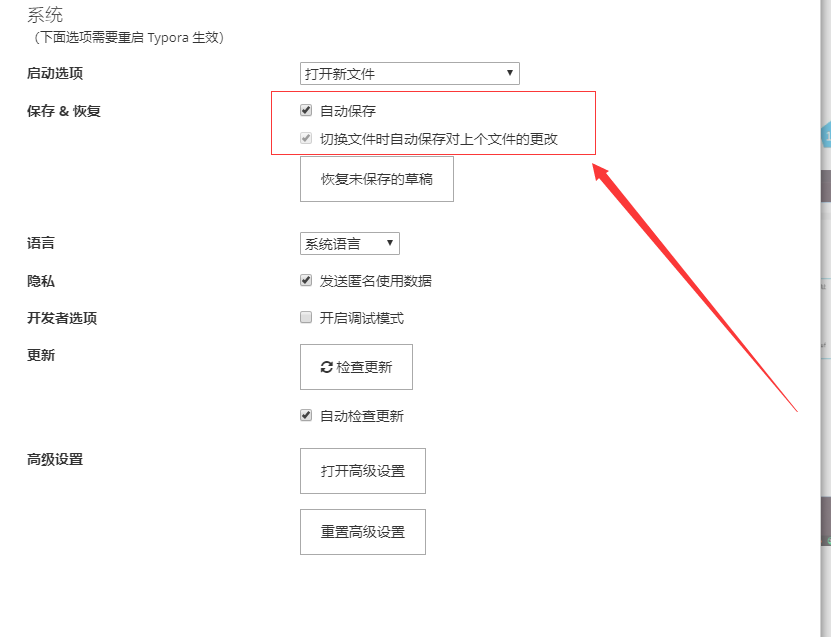 系统
（下面选项需要重启 Typora 生效）
启动选项
打开新文件
保存 & 恢复
自动保存
切换文件时自动保存对上个文件的更改
恢复未保存的草稿
语言
系统语言
隐私
发送匿名使用数据
开发者选项
开启调试模式
更新
检查更新
自动检查更新
高级设置
打开高级设置
重置高级设置